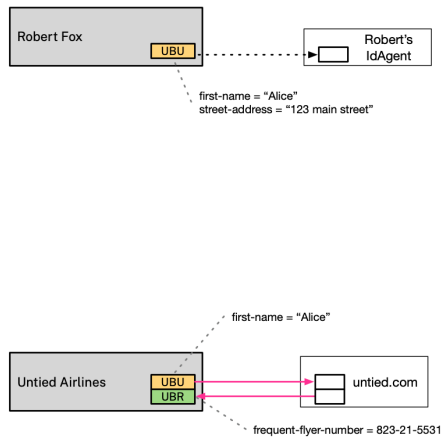 Robert Fox
UBU
Robert's
IdAgent
first-name = “Alice”
street-address = “123 main street”
first-name = “Alice”
Untied Airlines
UBU
UBR
untied.com
frequent-flyer-number = 823-21-5531